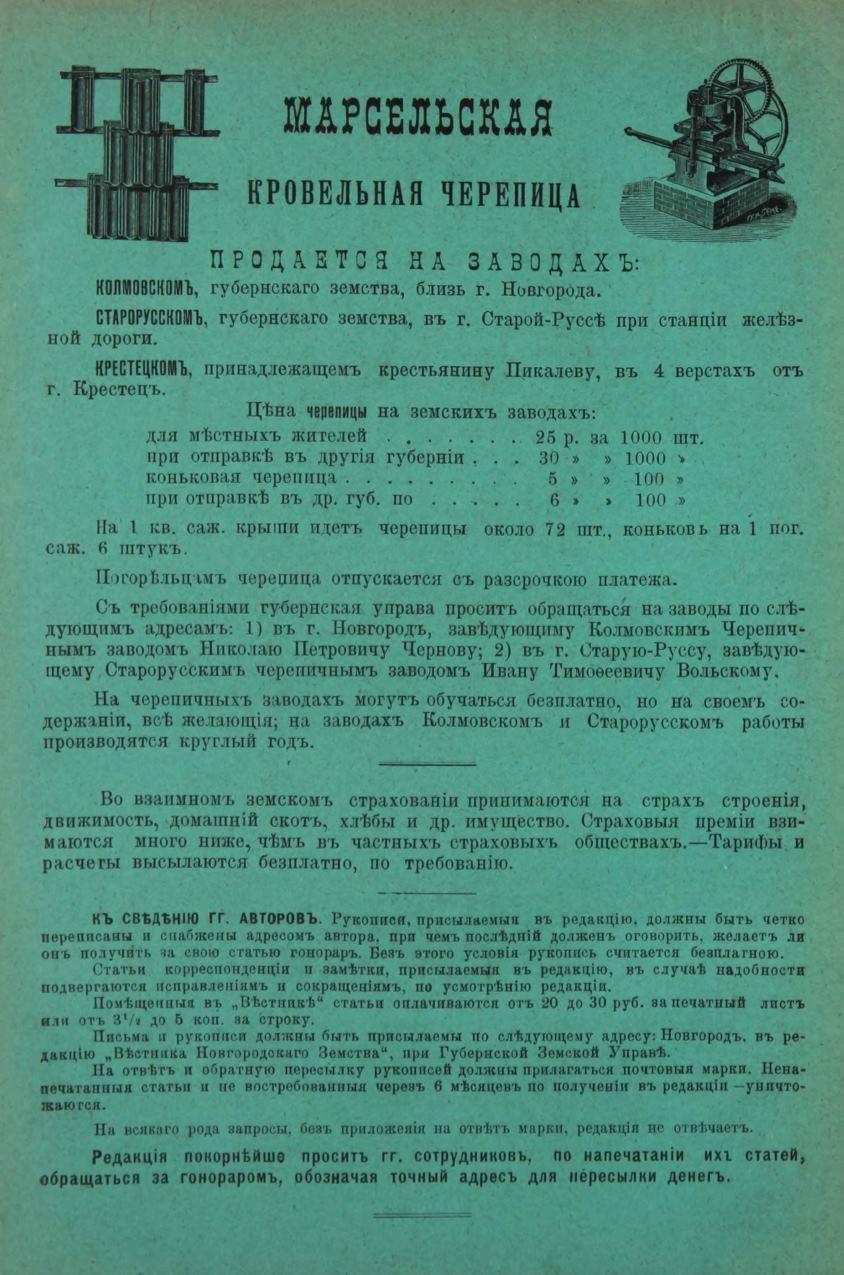 МАРСЕЛЬСКАЯ
КРОВЕЛЬНАЯ ЧЕРЕПИЦА
ПРОДАЕТСЯ НА ЗАВОДАХЪ:
КОЛМОВСКОМЪ, губернскаго земства, близь г. Новгорода.
СТАРОРУССКОМЪ, губернскаго земства, въ г. Старой-Руссѣ при станціи желѣз-
ной дороги.
КРЕСТЕЦКОМЪ, принадлежащемъ крестьянину Пикалеву, въ 4 верстахъ отъ
г. Крестецъ.
Цѣна черепицы на земскихъ заводахъ:
для мѣстныхъ жителей . . . . . . . 25 р. за 1000 шт.
при отправкѣ въ другія губерніи . . . 30 » » 1000 »
коньковая черепица . . . . . . . . . 5 » » 100 »
при отправкѣ въ др. губ. по . . . . . 6 » » 100 »
На 1 кв. саж. крыши идетъ черепицы около 72 шт., коньковъ на 1 пог.
саж. 6 штукъ.
Погорѣльцамъ черепица отпускается съ разсрочкою платежа.
Съ требованіями губернская управа проситъ обращаться на заводы по слѣ-
дующимъ адресамъ: 1) въ г. Новгородъ, завѣдующиму Колмовскимъ Черепич-
нымъ заводомъ Николаю Петровичу Чернову; 2) въ г. Старую-Руссу, завѣдую-
щему Старорусскимъ черепичнымъ заводомъ Ивану Тимоѳеевичу Вольскому.
На черепичныхъ заводахъ могутъ обучаться безплатно, но на своемъ со-
держаніи, всѣ желающія; на заводахъ Колмовскомъ и Старорусскомъ работы
производятся круглый годъ.
Во взаимномъ земскомъ страхованіи принимаются на страхъ строенія,
движимость, домашній скотъ, хлѣбы и др. имущество. Страховыя преміи взи-
маются много ниже, чѣмъ въ частныхъ страховыхъ обществахъ.—Тарифы и
расчеты высылаются безплатно, по требованію.
КЪ СВѢДѢНІЮ ГГ. АВТОРОВЪ. Рукописи, присылаемыя въ редакцію, должны быть четко
переписаны и снабжены адресомъ автора, при чемъ послѣдній долженъ оговорить, желаетъ ли
онъ получить за свою статью гонораръ. Безъ этого условія рукопись считается безплатною.
Статьи корреспонденціи и замѣтки, присылаемыя въ редакцію, въ случаѣ надобности
подвергаются исправленіямъ и сокращеніямъ, по усмотрѣнію редакціи.
Помѣщенныя въ „Вѣстникѣ“ статьи оплачиваются отъ 20 до 30 руб. за печатный листъ
или отъ 3¹/₂ до 5 коп. за строку.
Письма и рукописи должны быть присылаемы по слѣдующему адресу: Новгородъ, въ ре-
дакцію „Вѣстника Новгородскаго Земства“, при Губернской Земской Управѣ.
На отвѣтъ и обратную пересылку рукописей должны прилагаться почтовыя марки. Нена-
печатанныя статьи и не востребованныя черезъ 6 мѣсяцевъ по полученіи въ редакціи—уничто-
жаются.
На всякаго рода запросы, безъ приложенія на отвѣтъ марки, редакція не отвѣчаетъ.
Редакція покорнѣйше проситъ гг. сотрудниковъ, по напечатаніи ихъ статей,
обращаться за гонораромъ, обозначая точный адресъ для пересылки денегъ.